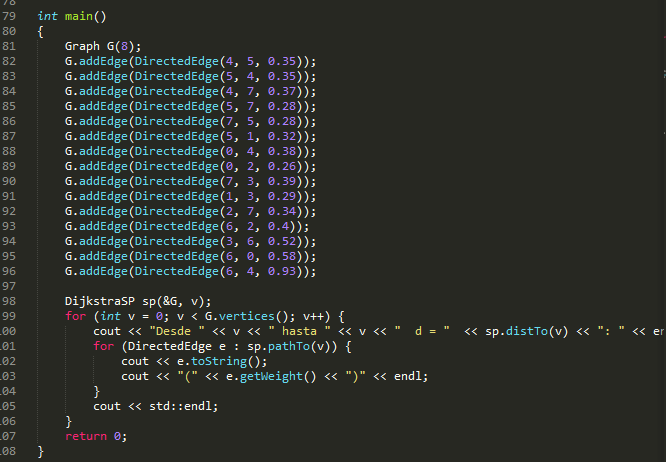 78
79 int main()
80 {
81     Graph G(8);
82     G.addEdge(DirectedEdge(4, 5, 0.35));
83     G.addEdge(DirectedEdge(5, 4, 0.35));
84     G.addEdge(DirectedEdge(4, 7, 0.37));
85     G.addEdge(DirectedEdge(5, 7, 0.28));
86     G.addEdge(DirectedEdge(7, 5, 0.28));
87     G.addEdge(DirectedEdge(5, 1, 0.32));
88     G.addEdge(DirectedEdge(0, 4, 0.38));
89     G.addEdge(DirectedEdge(0, 2, 0.26));
90     G.addEdge(DirectedEdge(7, 3, 0.39));
91     G.addEdge(DirectedEdge(1, 3, 0.29));
92     G.addEdge(DirectedEdge(2, 7, 0.34));
93     G.addEdge(DirectedEdge(6, 2, 0.4));
94     G.addEdge(DirectedEdge(3, 6, 0.52));
95     G.addEdge(DirectedEdge(6, 0, 0.58));
96     G.addEdge(DirectedEdge(6, 4, 0.93));
97
98     DijkstraSP sp(&G, v);
99     for (int v = 0; v < G.vertices(); v++) {
100         cout << "Desde " << v << " hasta " << v << "  d = "  << sp.distTo(v) << ": " << en
101         for (DirectedEdge e : sp.pathTo(v)) {
102             cout << e.toString();
103             cout << "(" << e.getWeight() << ")" << endl;
104         }
105         cout << std::endl;
106     }
107     return 0;
108 }